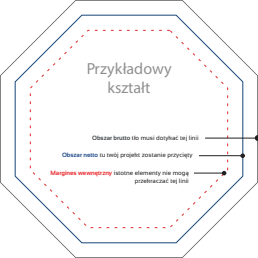 Przykładowy
kształt
Obszar brutto tło musi dotykać tej linii
Obszar netto tu twój projekt zostanie przycięty
Margines wewnętrzny istotne elementy nie mogą
przekraczać tej linii